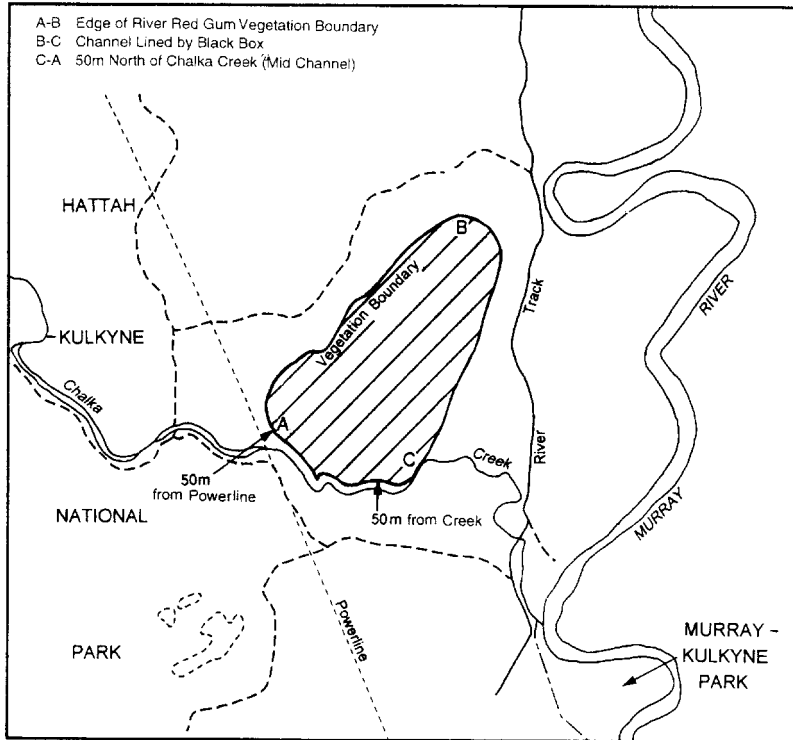 A-B Edge of River Red Gum Vegetation Boundary
B-C Channel Lined by Black Box
C-A 50m North of Chalka Creek (Mid Channel)
HATTAH
B
Vegetation Boundary
Track
RIVER
KULKYNE
Chalka
A
C
Creek
River
50m
from Powerline
50m from Creek
NATIONAL
MURRAY
Powerline
PARK
MURRAY -
KULKYNE
PARK